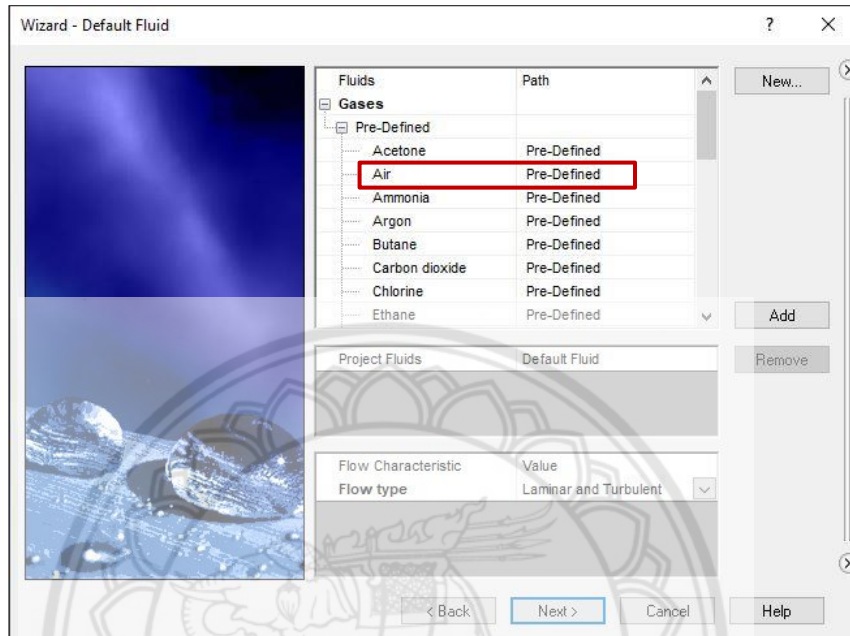 Wizard - Default Fluid ? ×
Fluids Path New...
Gases
Pre-Defined
Acetone Pre-Defined
Air Pre-Defined
Ammonia Pre-Defined
Argon Pre-Defined
Butane Pre-Defined
Carbon dioxide Pre-Defined
Chlorine Pre-Defined
Ethane Pre-Defined Add
Project Fluids Default Fluid Remove
Flow Characteristic Value
Flow type Laminar and Turbulent
< Back Next > Cancel Help